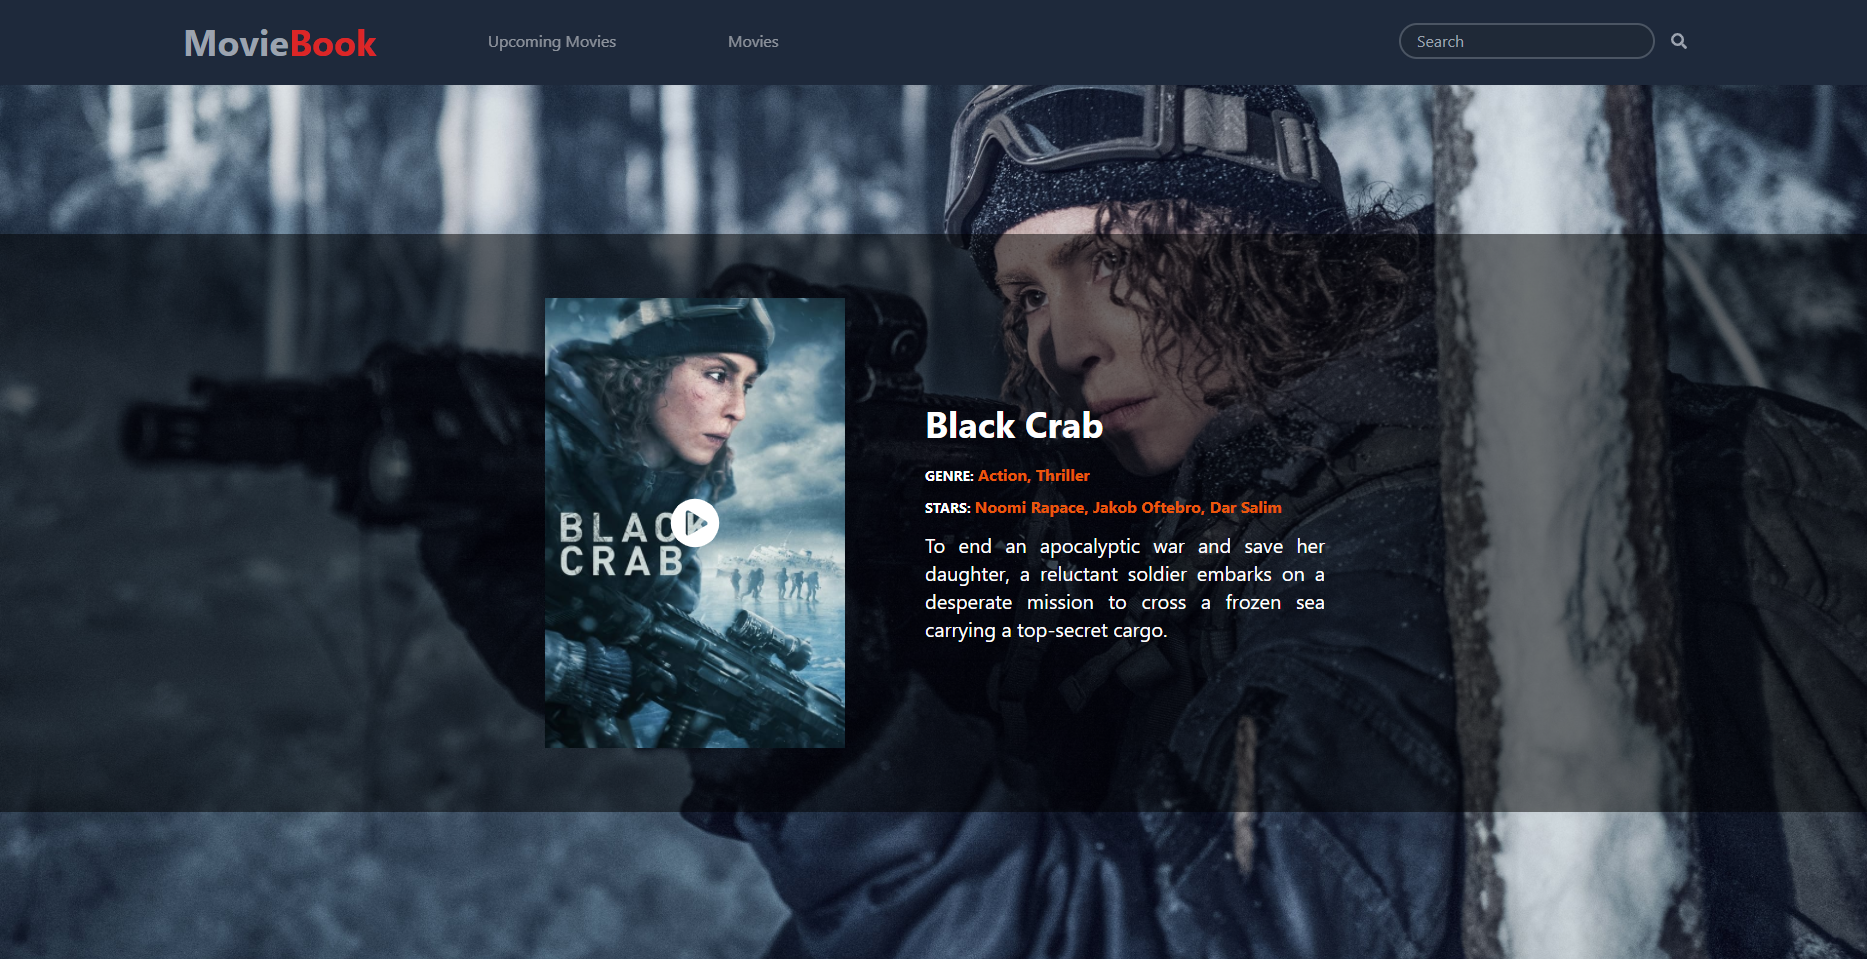 MovieBook
Upcoming Movies
Movies
Search
BLACK
CRAB
Black Crab
GENRE: Action, Thriller
STARS: Noomi Rapace, Jakob Oftebro, Dar Salim
To end an apocalyptic war and save her
daughter, a reluctant soldier embarks on a
desperate mission to cross a frozen sea
carrying a top-secret cargo.